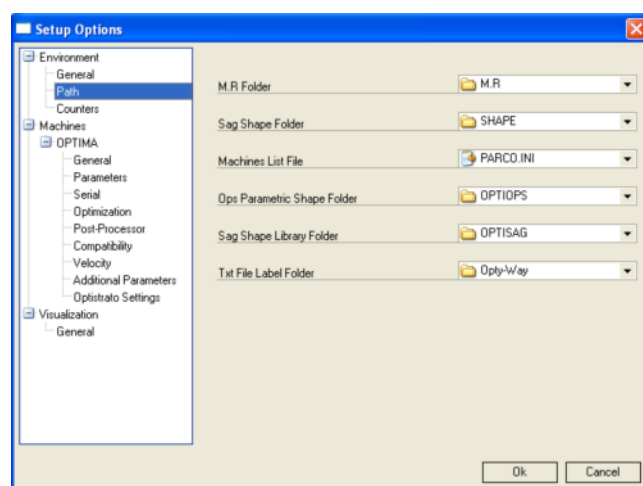 Setup Options
Environment
General
Path
Counters
Machines
OPTIMA
General
Parameters
Serial
Optimization
Post-Processor
Compatibility
Velocity
Additional Parameters
Optistrato Settings
Visualization
General
M.R Folder M.R
Sag Shape Folder SHAPE
Machines List File PARCO.INI
Ops Parametric Shape Folder OPTIOPS
Sag Shape Library Folder OPTISAG
Txt File Label Folder Opty-Way
Ok Cancel